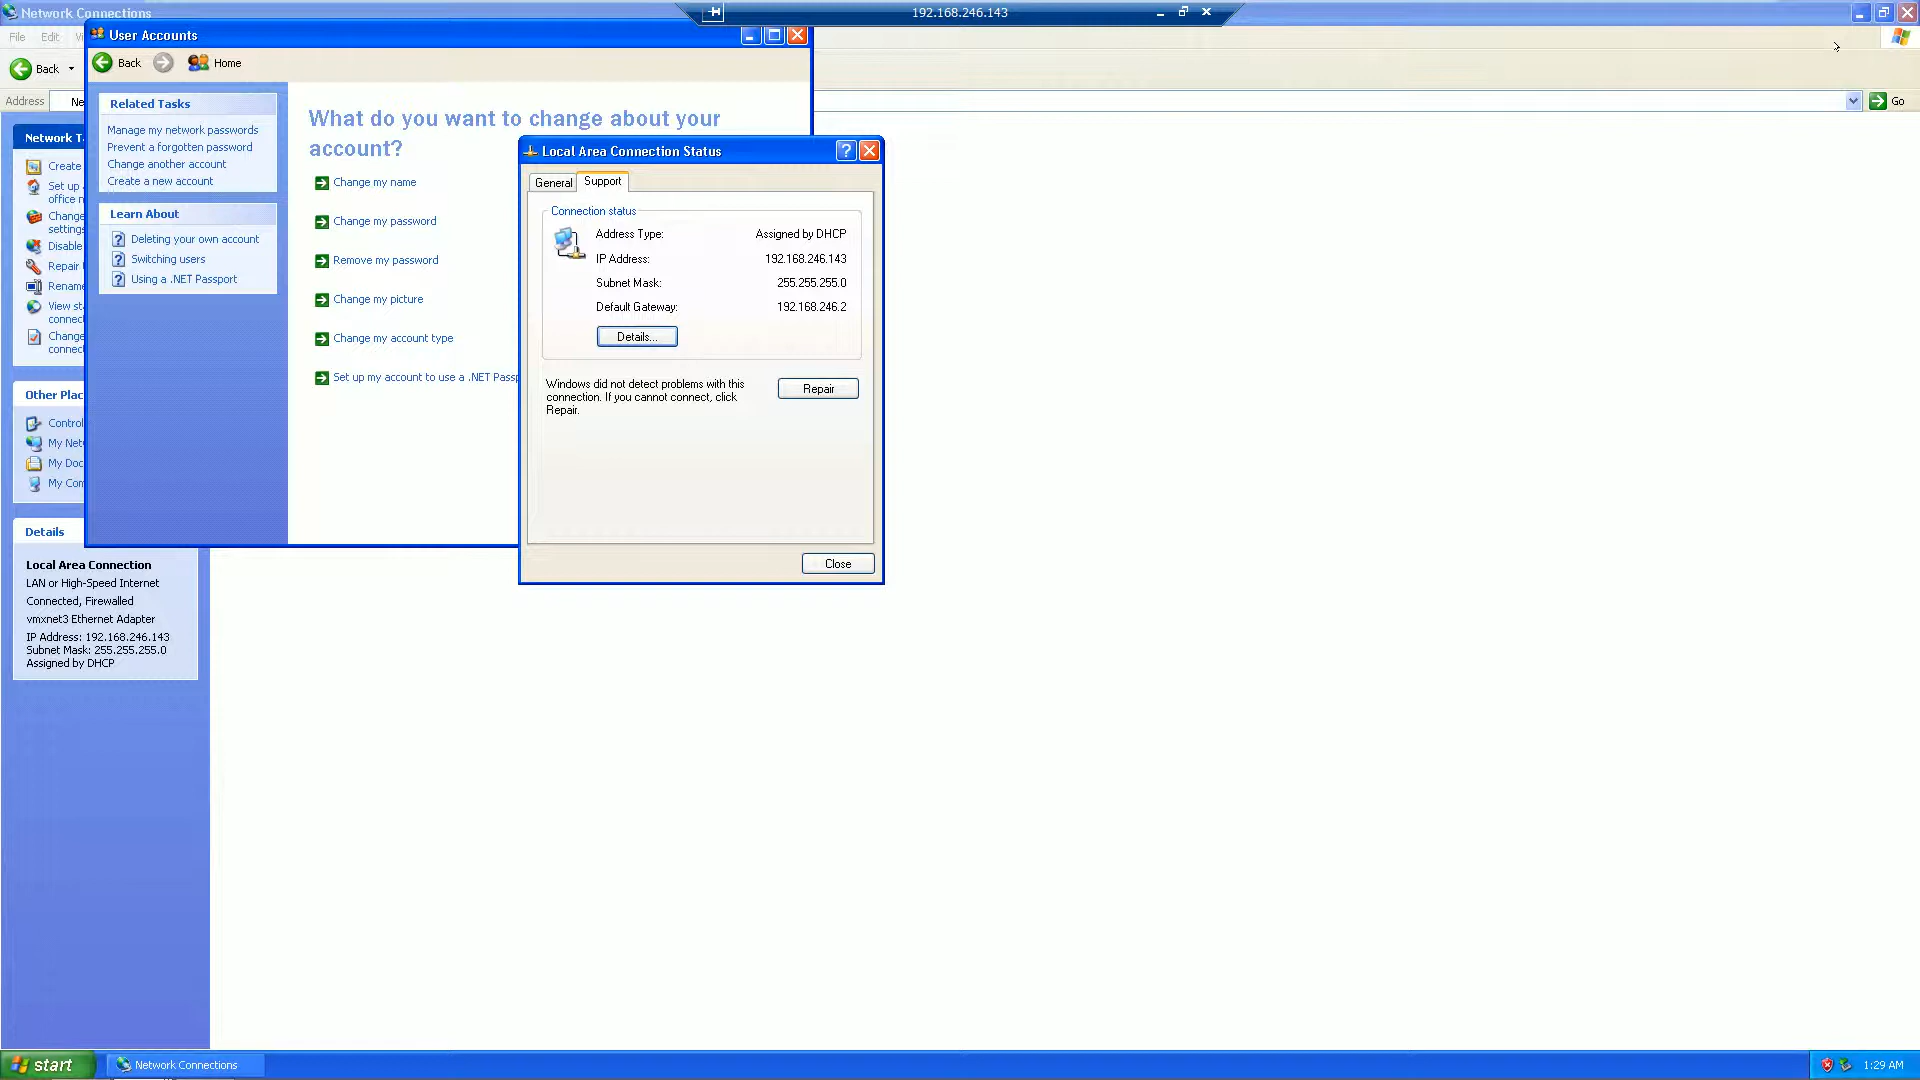 Network Connections
192.168.246.143
File Edit
Back
Address
Go
User Accounts
Back
Home
Related Tasks
Manage my network passwords
Prevent a forgotten password
Change another account
Create a new account
Learn About
Deleting your own account
Switching users
Using a .NET Passport
What do you want to change about your
account?
Change my name
Change my password
Remove my password
Change my picture
Change my account type
Set up my account to use a .NET Passp
Local Area Connection Status
General
Support
Connection status
Address Type: Assigned by DHCP
IP Address: 192.168.246.143
Subnet Mask: 255.255.255.0
Default Gateway: 192.168.246.2
Details...
Windows did not detect problems with this
connection. If you cannot connect, click
Repair.
Repair
Close
Network T
Create
Set up
office n
Change
settings
Disable
Repair
Rename
View sta
connec
Change
connec
Other Plac
Control
My Net
My Doc
My Com
Details
Local Area Connection
LAN or High-Speed Internet
Connected, Firewalled
vmxnet3 Ethernet Adapter
IP Address: 192.168.246.143
Subnet Mask: 255.255.255.0
Assigned by DHCP
start
Network Connections
1:29 AM